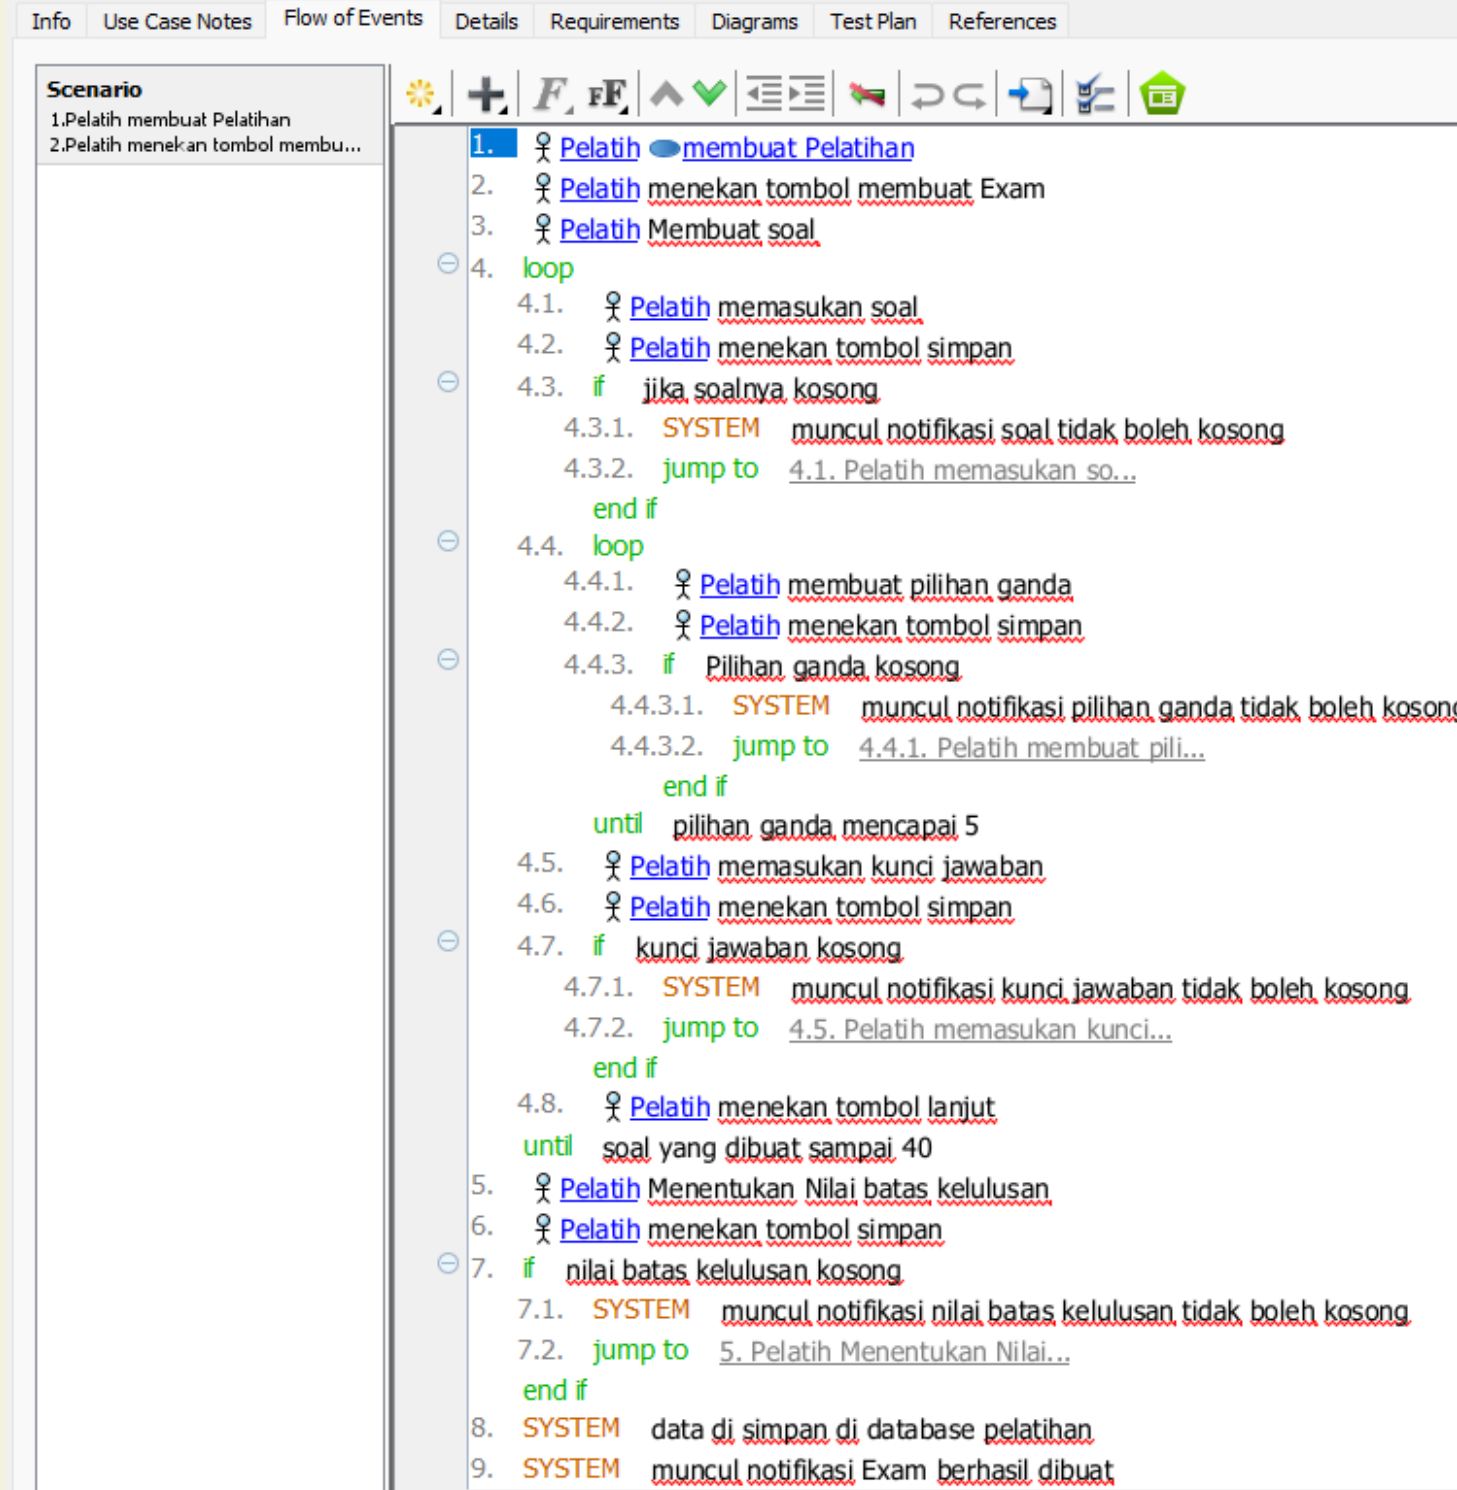 Info Use Case Notes Flow of Events Details Requirements Diagrams Test Plan References
Scenario
1.Pelatih membuat Pelatihan
2.Pelatih menekan tombol membu...
1. Pelatih membuat Pelatihan
2. Pelatih menekan tombol membuat Exam
3. Pelatih Membuat soal
4. loop
4.1. Pelatih memasukan soal
4.2. Pelatih menekan tombol simpan
4.3. if jika soalnya kosong
4.3.1. SYSTEM muncul notifikasi soal tidak boleh kosong
4.3.2. jump to 4.1. Pelatih memasukan so...
end if
4.4. loop
4.4.1. Pelatih membuat pilihan ganda
4.4.2. Pelatih menekan tombol simpan
4.4.3. if Pilihan ganda kosong
4.4.3.1. SYSTEM muncul notifikasi pilihan ganda tidak boleh kosong
4.4.3.2. jump to 4.4.1. Pelatih membuat pili...
end if
until pilihan ganda mencapai 5
4.5. Pelatih memasukan kunci jawaban
4.6. Pelatih menekan tombol simpan
4.7. if kunci jawaban kosong
4.7.1. SYSTEM muncul notifikasi kunci jawaban tidak boleh kosong
4.7.2. jump to 4.5. Pelatih memasukan kunci...
end if
4.8. Pelatih menekan tombol lanjut
until soal yang dibuat sampai 40
5. Pelatih Menentukan Nilai batas kelulusan
6. Pelatih menekan tombol simpan
7. if nilai batas kelulusan kosong
7.1. SYSTEM muncul notifikasi nilai batas kelulusan tidak boleh kosong
7.2. jump to 5. Pelatih Menentukan Nilai...
end if
8. SYSTEM data di simpan di database pelatihan
9. SYSTEM muncul notifikasi Exam berhasil dibuat